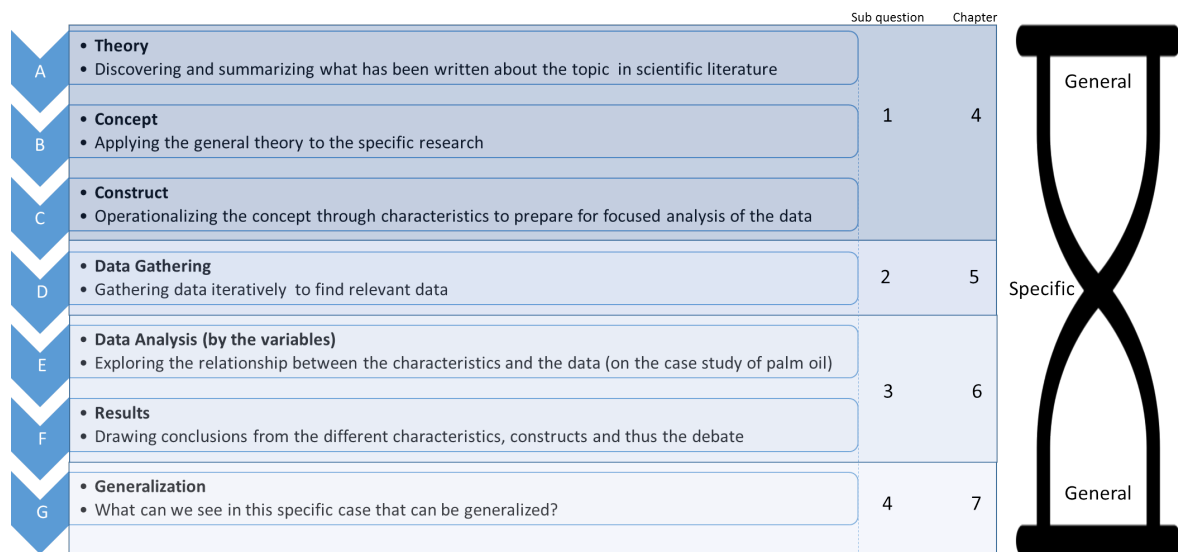 Sub question Chapter
A
• Theory
• Discovering and summarizing what has been written about the topic in scientific literature
B
• Concept
• Applying the general theory to the specific research
1 4
C
• Construct
• Operationalizing the concept through characteristics to prepare for focused analysis of the data
D
• Data Gathering
• Gathering data iteratively to find relevant data
2 5
E
• Data Analysis (by the variables)
• Exploring the relationship between the characteristics and the data (on the case study of palm oil)
3 6
F
• Results
• Drawing conclusions from the different characteristics, constructs and thus the debate
G
• Generalization
• What can we see in this specific case that can be generalized?
4 7
General
Specific
General